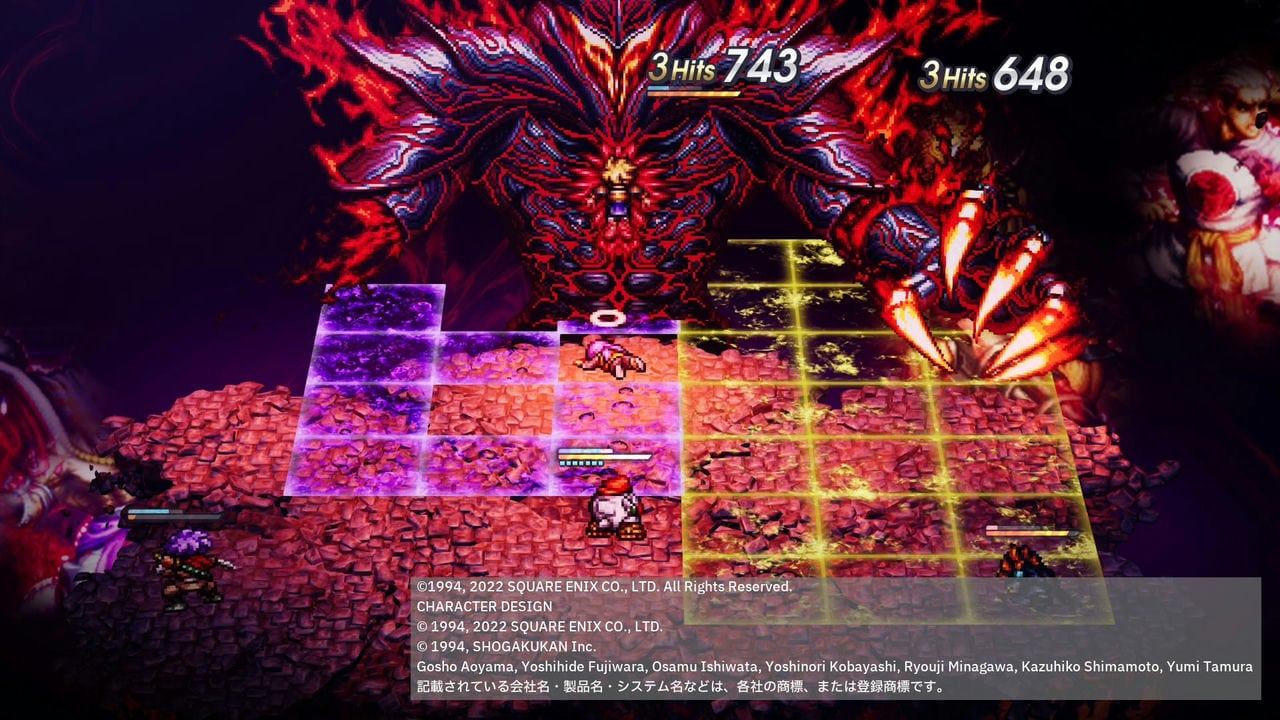 3 Hits 743
3 Hits 648
©1994, 2022 SQUARE ENIX CO., LTD. All Rights Reserved.
CHARACTER DESIGN
© 1994, 2022 SQUARE ENIX CO., LTD.
© 1994, SHOGAKUKAN Inc.
Gosho Aoyama, Yoshihide Fujiwara, Osamu Ishiwata, Yoshinori Kobayashi, Ryouji Minagawa, Kazuhiko Shimamoto, Yumi Tamura
記載されている会社名・製品名・システム名などは、各社の商標、または登録商標です。